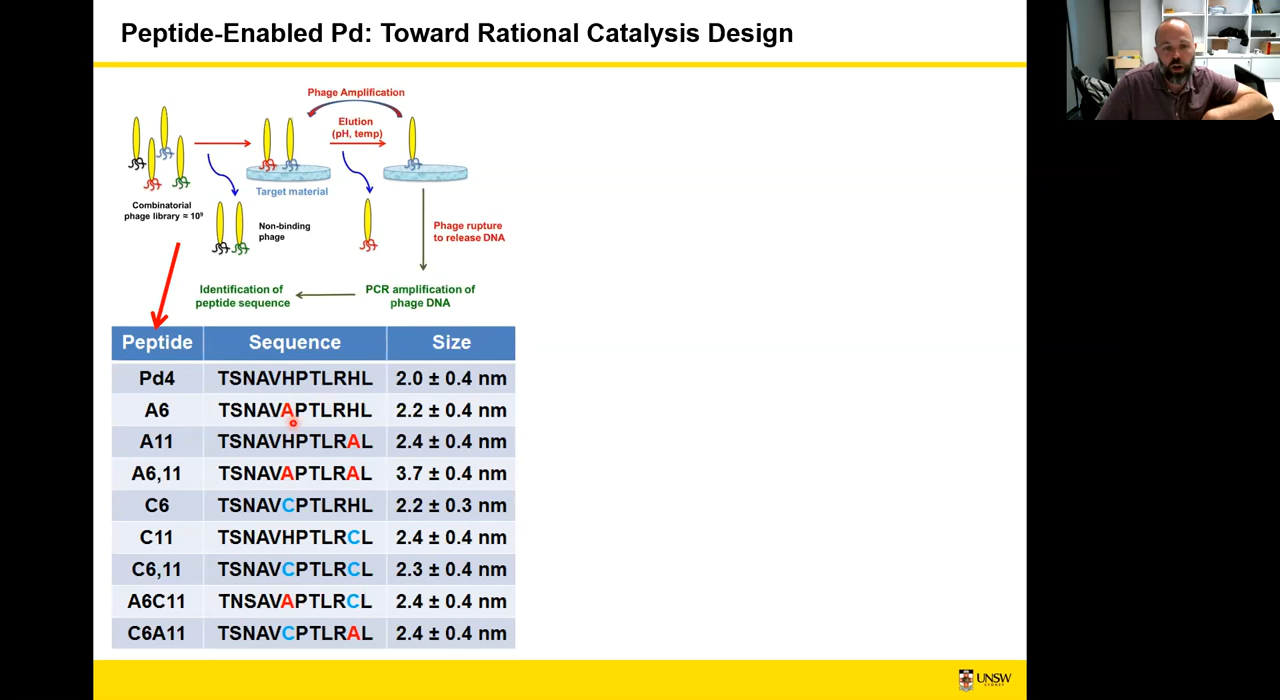 Peptide-Enabled Pd: Toward Rational Catalysis Design
Phage Amplification
Elution
(pH, temp)
Target material
Combinatorial
phage library ≈ 10⁹
Non-binding
phage
Phage rupture
to release DNA
Identification of
peptide sequence
PCR amplification of
phage DNA
Peptide Sequence Size
Pd4 TSNAVHPTLRHL 2.0 ± 0.4 nm
A6 TSNAVAPTLRHL 2.2 ± 0.4 nm
A11 TSNAVHPTLRAL 2.4 ± 0.4 nm
A6,11 TSNAVAPTLRAL 3.7 ± 0.4 nm
C6 TSNAVCPTLRHL 2.2 ± 0.3 nm
C11 TSNAVHPTLRCL 2.4 ± 0.4 nm
C6,11 TSNAVCPTLRCL 2.3 ± 0.4 nm
A6C11 TNSAVAPTLRCL 2.4 ± 0.4 nm
C6A11 TSNAVCPTLRAL 2.4 ± 0.4 nm
UNSW
SYDNEY